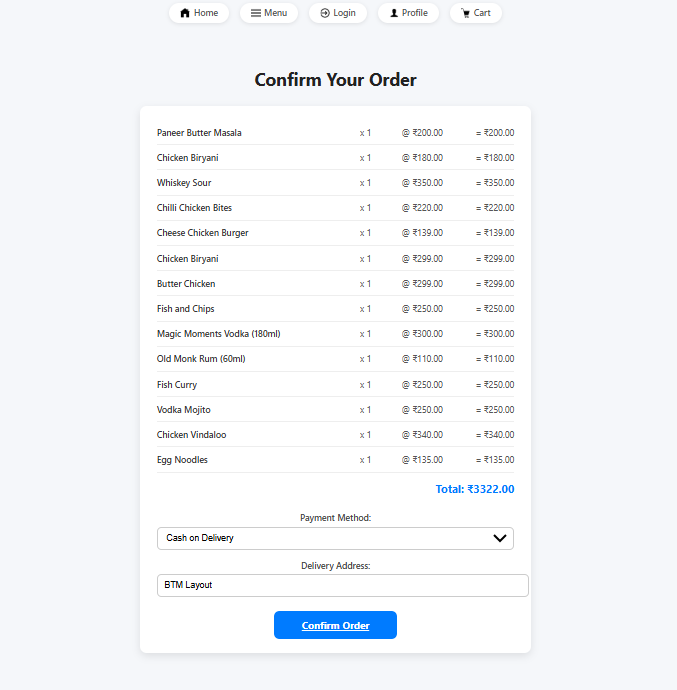 Home Menu Login Profile Cart
Confirm Your Order
Paneer Butter Masala x 1 @ ₹200.00 = ₹200.00
Chicken Biryani x 1 @ ₹180.00 = ₹180.00
Whiskey Sour x 1 @ ₹350.00 = ₹350.00
Chilli Chicken Bites x 1 @ ₹220.00 = ₹220.00
Cheese Chicken Burger x 1 @ ₹139.00 = ₹139.00
Chicken Biryani x 1 @ ₹299.00 = ₹299.00
Butter Chicken x 1 @ ₹299.00 = ₹299.00
Fish and Chips x 1 @ ₹250.00 = ₹250.00
Magic Moments Vodka (180ml) x 1 @ ₹300.00 = ₹300.00
Old Monk Rum (60ml) x 1 @ ₹110.00 = ₹110.00
Fish Curry x 1 @ ₹250.00 = ₹250.00
Vodka Mojito x 1 @ ₹250.00 = ₹250.00
Chicken Vindaloo x 1 @ ₹340.00 = ₹340.00
Egg Noodles x 1 @ ₹135.00 = ₹135.00
Total: ₹3322.00
Payment Method:
Cash on Delivery
Delivery Address:
BTM Layout
Confirm Order